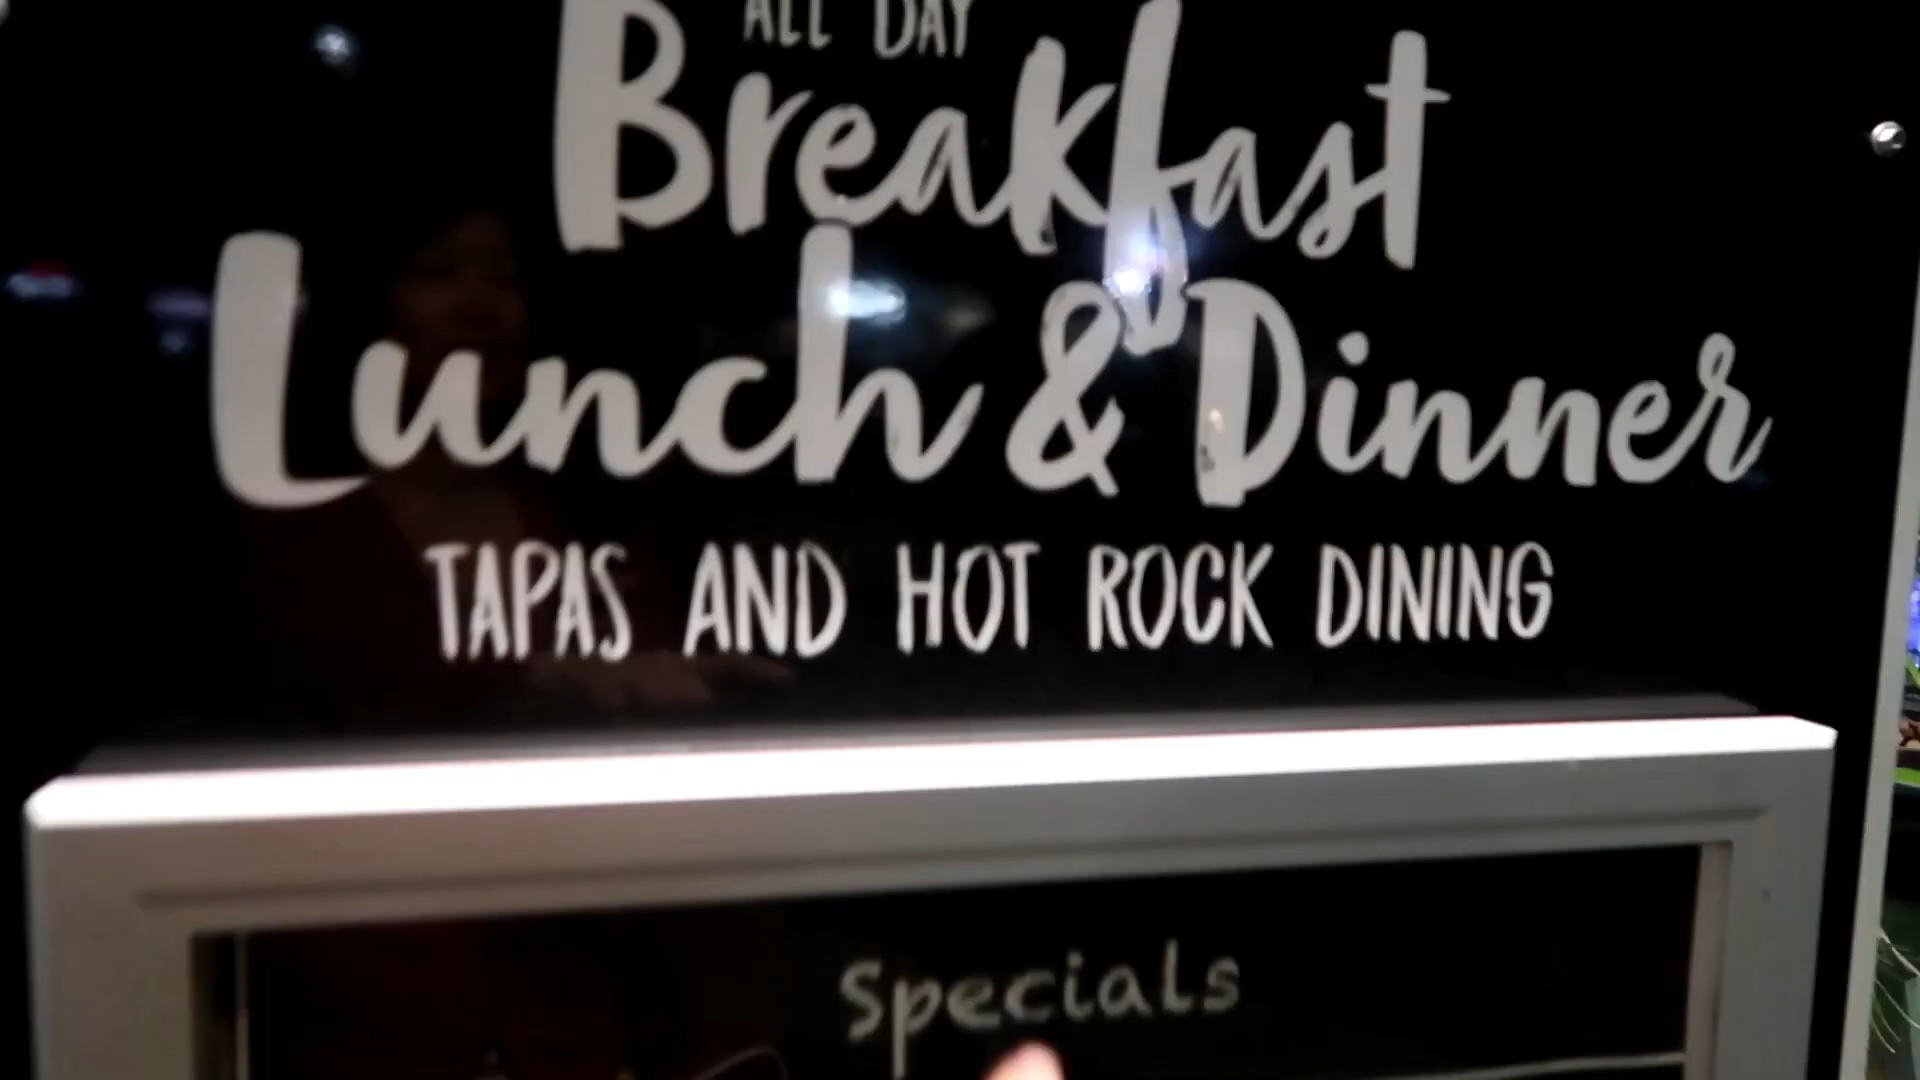 ALL DAY
Breakfast
Lunch & Dinner
TAPAS AND HOT ROCK DINING
Specials